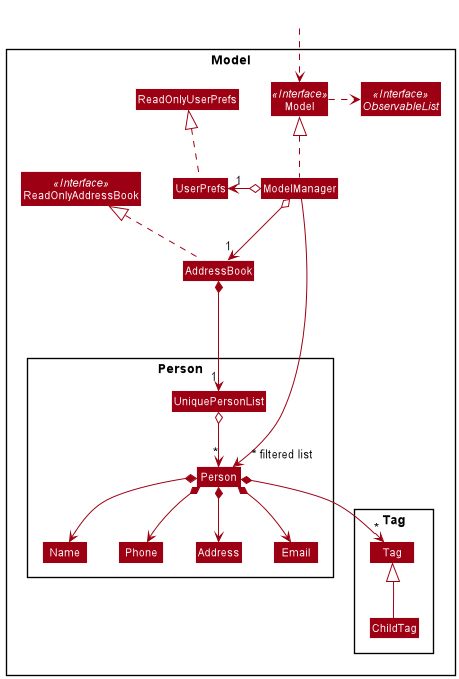 Model
«Interface»
Model
«Interface»
ObservableList
ReadOnlyUserPrefs
«Interface»
ReadOnlyAddressBook
UserPrefs
1
ModelManager
1
AddressBook
Person
1
UniquePersonList
*
* filtered list
Person
Name
Phone
Address
Email
Tag
*
Tag
ChildTag